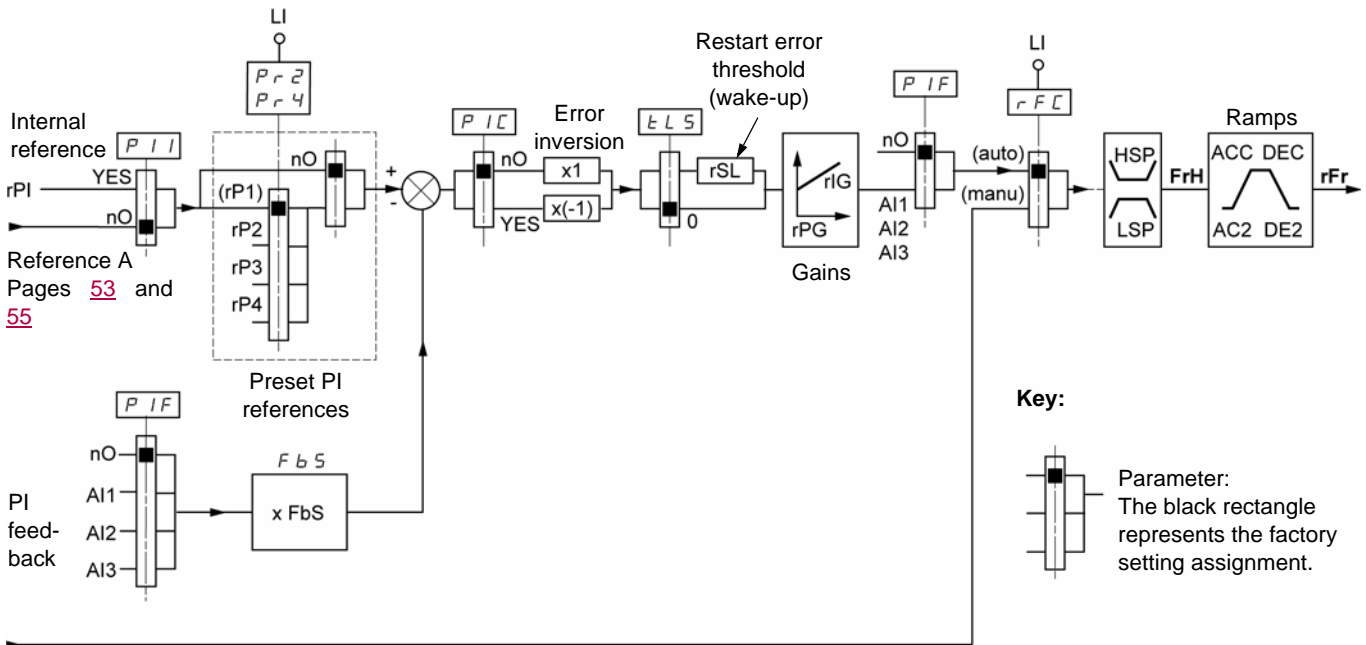 LI
Pr2
Pr4
Internal
reference
PII
rPI
YES
nO
Reference A
Pages 53 and
55
nO
(rP1)
rP2
rP3
rP4
Preset PI
references
+
-
PIC
nO
YES
Error
inversion
x1
x(-1)
tLS
Restart error
threshold
(wake-up)
rSL
0
rIG
rPG
Gains
PIF
nO
AI1
AI2
AI3
LI
rFC
(auto)
(manu)
HSP
LSP
FrH
Ramps
ACC DEC
AC2 DE2
rFr
PIF
PI
feed-
back
nO
AI1
AI2
AI3
FbS
x FbS
Key:
Parameter:
The black rectangle
represents the factory
setting assignment.